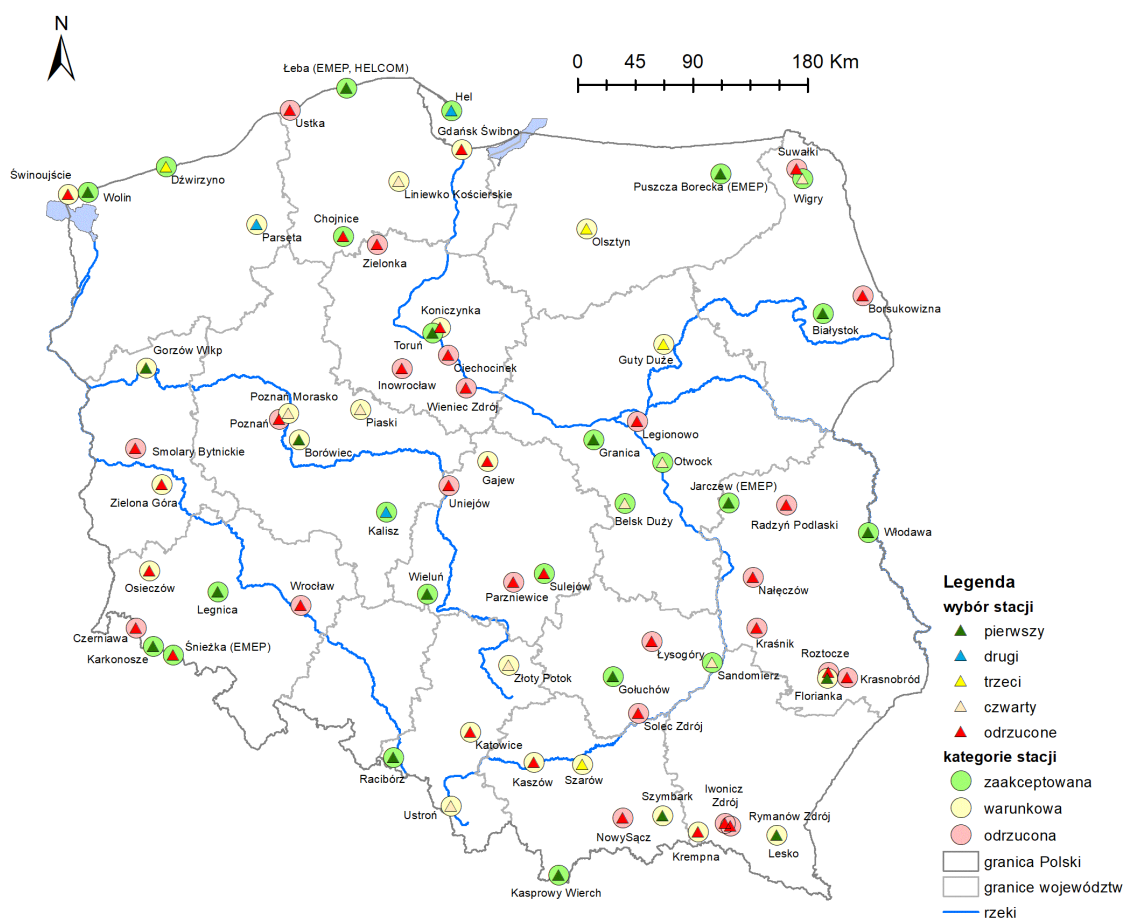 N
0 45 90 180 Km
Łeba (EMEP, HELCOM)
Hel
Ustka
Gdańsk Świbno
Świnoujście
Wolin
Dźwirzyno
Liniewko Kościerskie
Puszcza Borecka (EMEP)
Suwałki
Wigry
Parsęta
Chojnice
Zielonka
Olsztyn
Borsukowizna
Białystok
Koniczynka
Toruń
Ciechocinek
Guty Duże
Gorzów Wlkp
Inowrocław
Wieniec Zdrój
Poznań Morasko
Poznań
Piaski
Borówiec
Legionowo
Granica
Otwock
Smolary Bytnickie
Zielona Góra
Gajew
Uniejów
Jarczew (EMEP)
Radzyń Podlaski
Belsk Duży
Kalisz
Włodawa
Osieczów
Legnica
Wrocław
Wieluń
Parzniewice
Sulejów
Nałęczów
Czerniawa
Karkonosze
Śnieżka (EMEP)
Łysogóry
Kraśnik
Złoty Potok
Gołuchów
Sandomierz
Roztocze
Florianka
Krasnobród
Solec Zdrój
Katowice
Racibórz
Kaszów
Szarów
Ustroń
Szymbark
Iwonicz
Zdrój
Rymanów Zdrój
NowySącz
Krempna
Lesko
Kasprowy Wierch
Legenda
wybór stacji
pierwszy
drugi
trzeci
czwarty
odrzucone
kategorie stacji
zaakceptowana
warunkowa
odrzucona
granica Polski
granice województw
rzeki